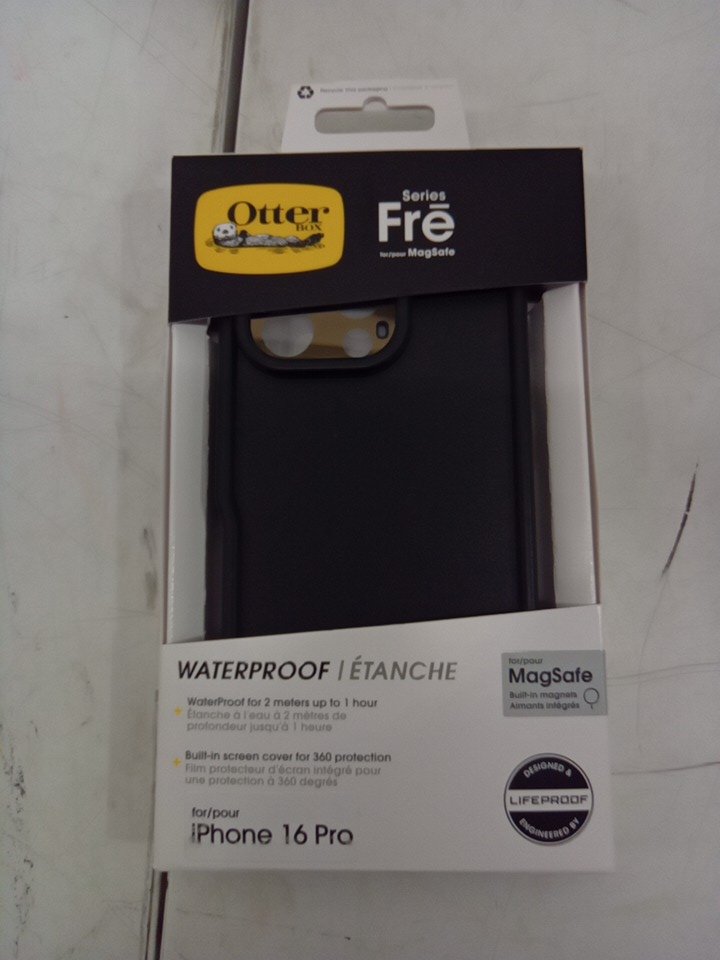 Recycle this packaging
Otter
BOX
Series
Frē
for/pour MagSafe
WATERPROOF | ÉTANCHE
WaterProof for 2 meters up to 1 hour
Étanche à l'eau à 2 mètres de
profondeur jusqu'à 1 heure
Built-in screen cover for 360 protection
Film protecteur d'écran intégré pour
une protection à 360 degrés
for/pour
iPhone 16 Pro
for/pour
MagSafe
Built-in magnets
Aimants intégrés
DESIGNED &
LIFEPROOF
ENGINEERED BY